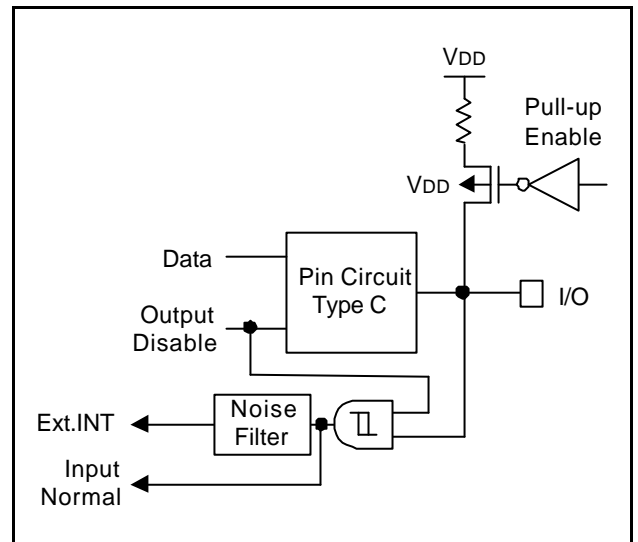 VDD
Pull-up
Enable
VDD
Data
Pin Circuit
Type C
I/O
Output
Disable
Ext.INT
Noise
Filter
Input
Normal